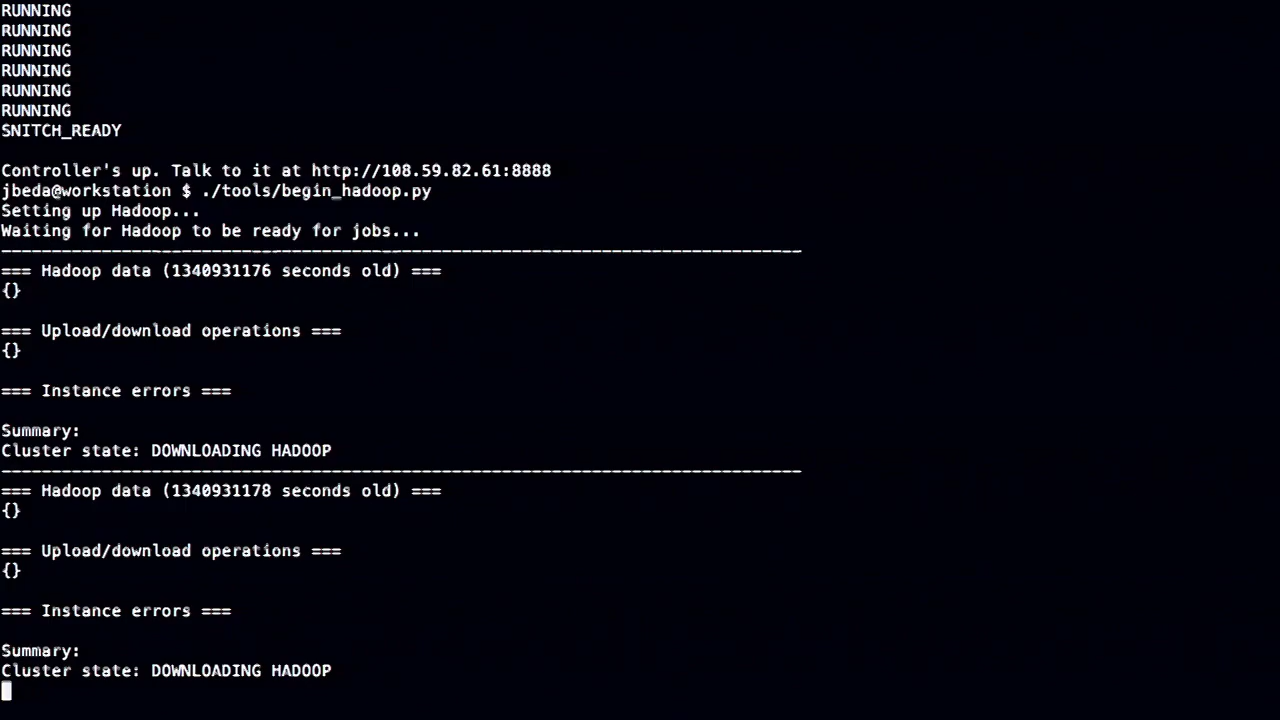 RUNNING
RUNNING
RUNNING
RUNNING
RUNNING
RUNNING
SNITCH_READY
Controller's up. Talk to it at http://108.59.82.61:8888
jbeda@workstation $ ./tools/begin_hadoop.py
Setting up Hadoop...
Waiting for Hadoop to be ready for jobs...
--------------------------------------------------------------------------------
=== Hadoop data (1340931176 seconds old) ===
{}
=== Upload/download operations ===
{}
=== Instance errors ===
Summary:
Cluster state: DOWNLOADING HADOOP
--------------------------------------------------------------------------------
=== Hadoop data (1340931178 seconds old) ===
{}
=== Upload/download operations ===
{}
=== Instance errors ===
Summary:
Cluster state: DOWNLOADING HADOOP